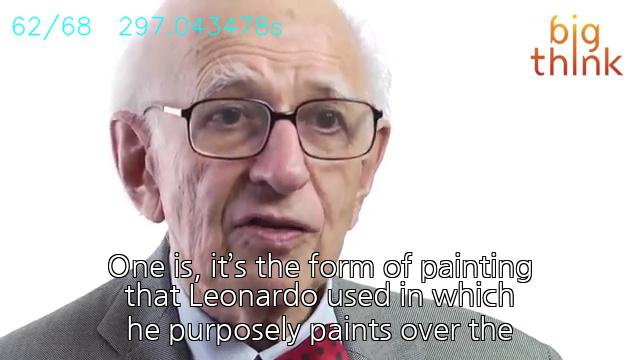 62/68 297.043478s
big
think
One is, it's the form of painting
that Leonardo used in which
he purposely paints over the